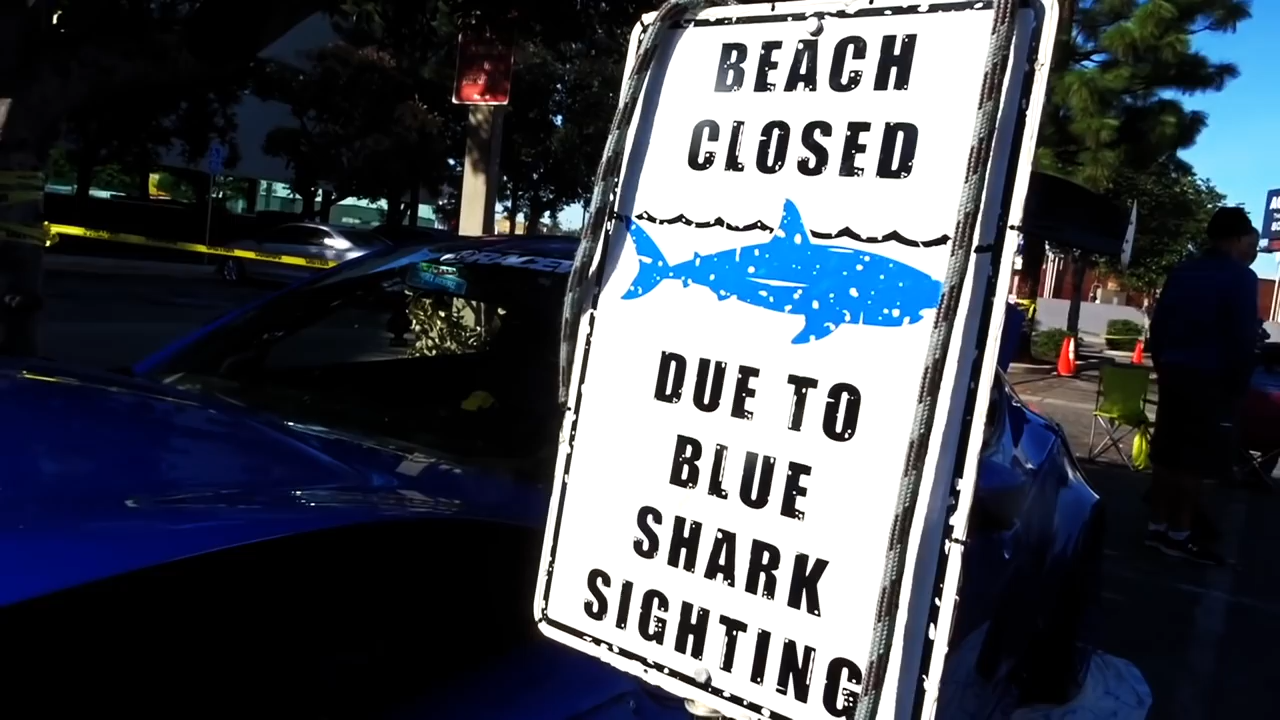 BEACH
CLOSED
DUE TO
BLUE
SHARK
SIGHTING